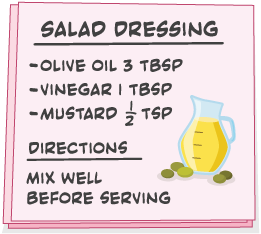 SALAD DRESSING
-OLIVE OIL 3 TBSP
-VINEGAR 1 TBSP
-MUSTARD 1/2 TSP
DIRECTIONS
MIX WELL
BEFORE SERVING